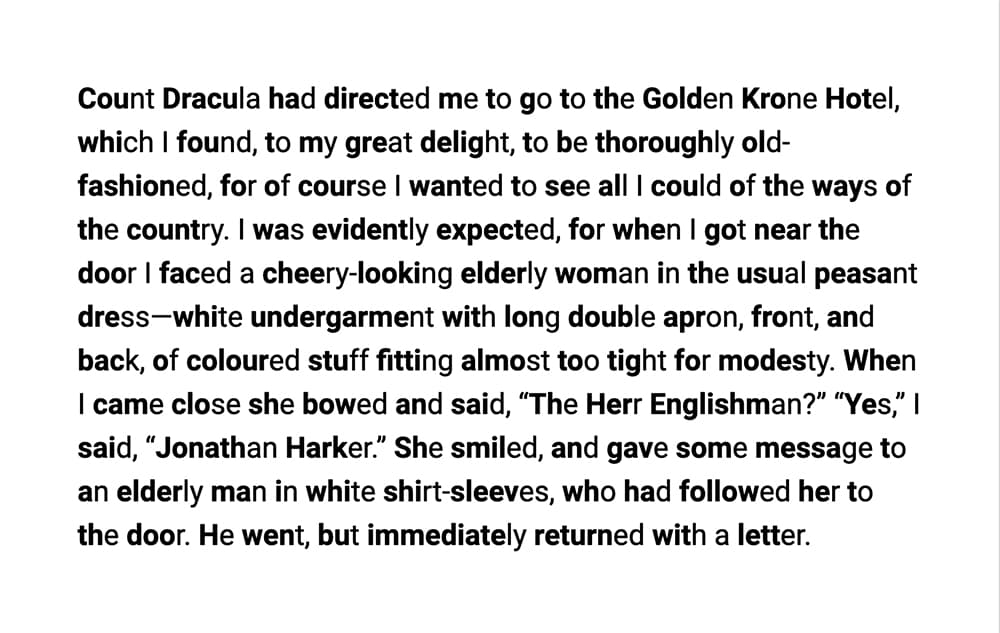 Count Dracula had directed me to go to the Golden Krone Hotel,
which I found, to my great delight, to be thoroughly old-
fashioned, for of course I wanted to see all I could of the ways of
the country. I was evidently expected, for when I got near the
door I faced a cheery-looking elderly woman in the usual peasant
dress—white undergarment with long double apron, front, and
back, of coloured stuff fitting almost too tight for modesty. When
I came close she bowed and said, “The Herr Englishman?” “Yes,” I
said, “Jonathan Harker.” She smiled, and gave some message to
an elderly man in white shirt-sleeves, who had followed her to
the door. He went, but immediately returned with a letter.